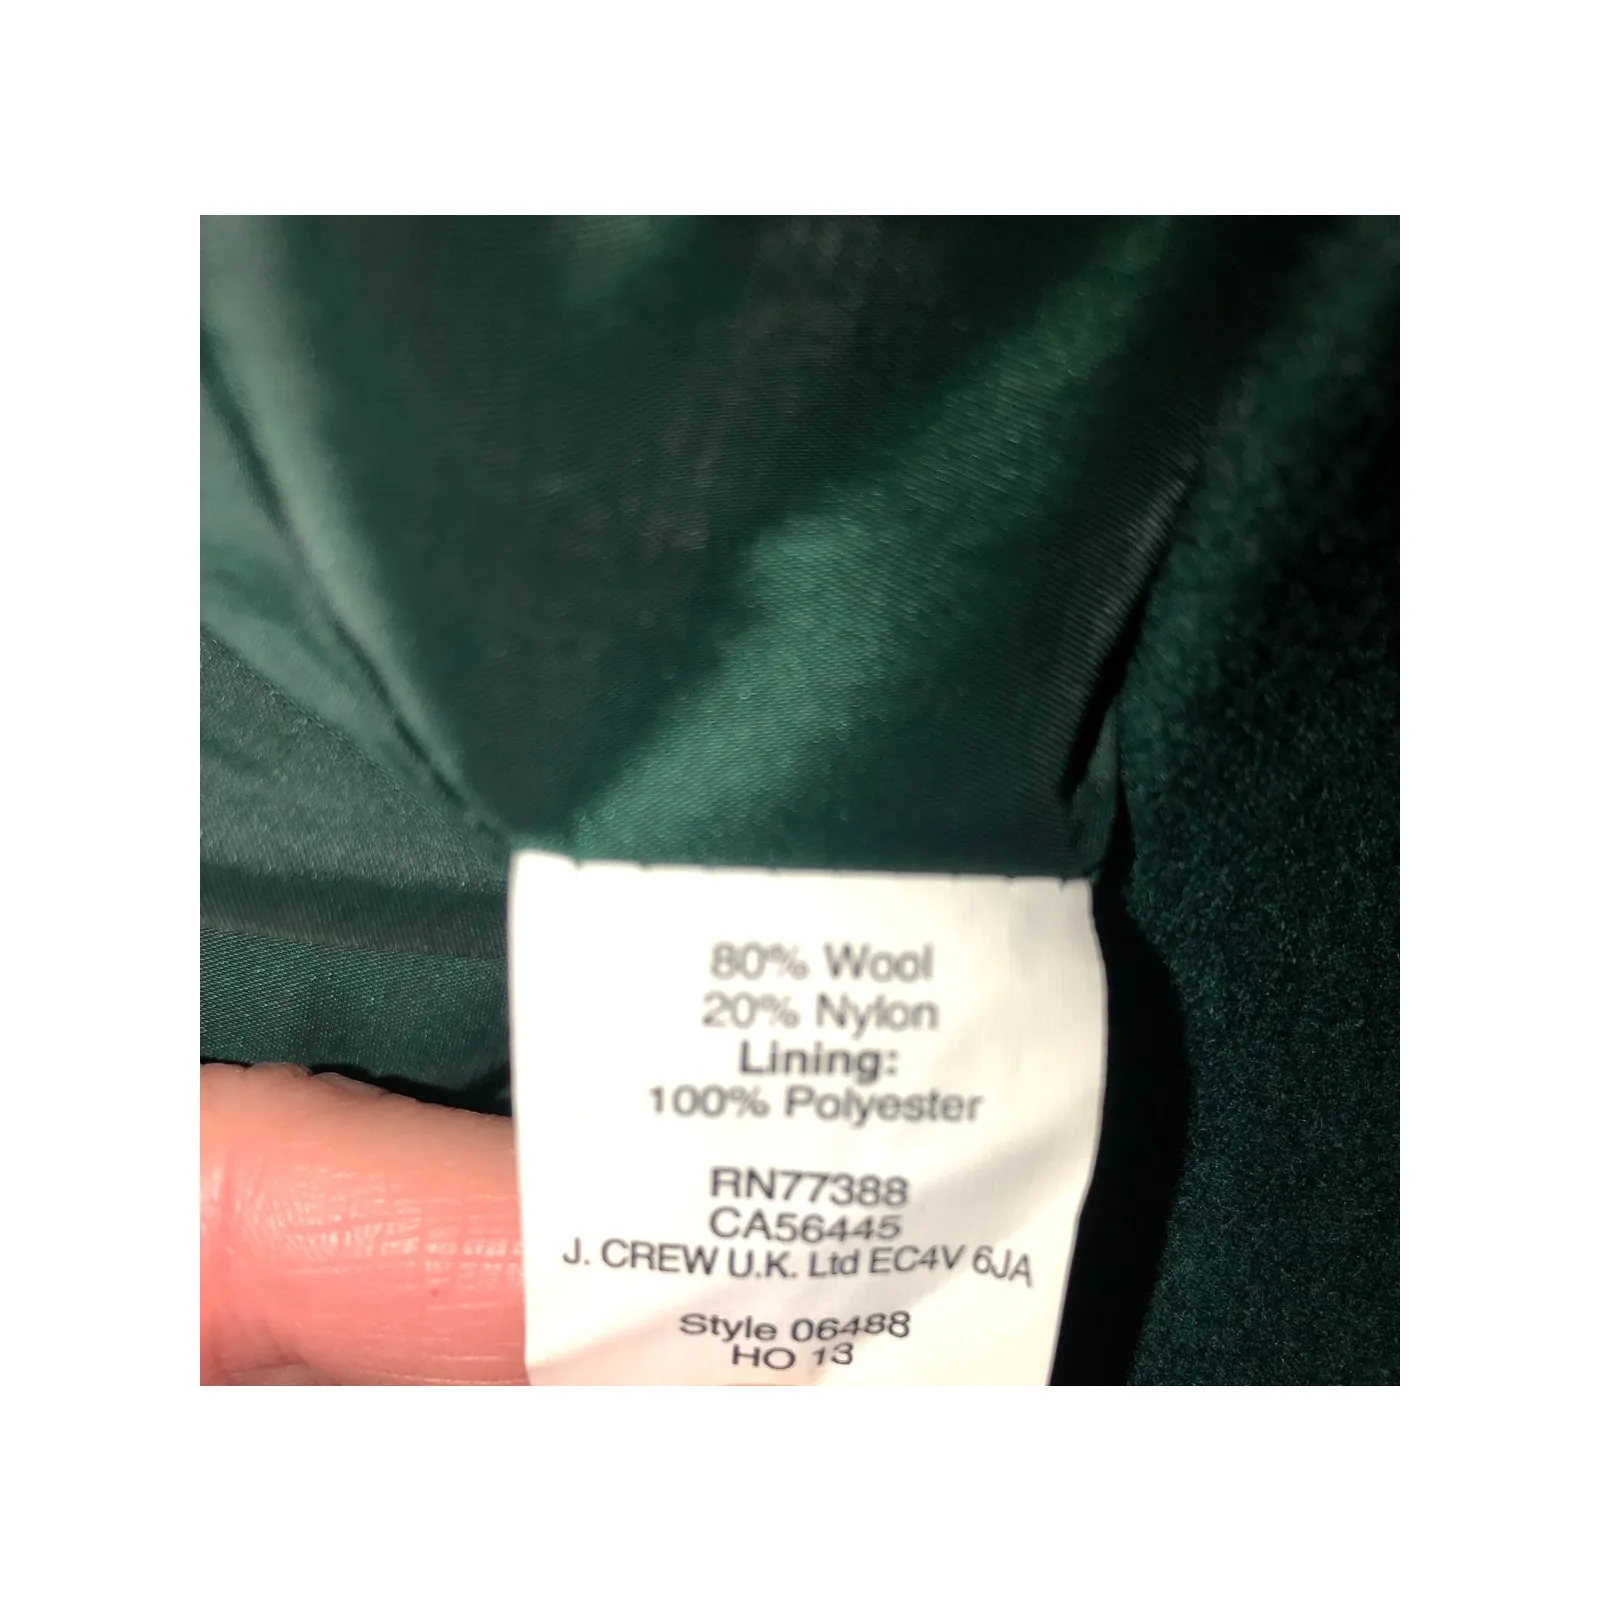 80% Wool
20% Nylon
Lining:
100% Polyester
RN77388
CA56445
J. CREW U.K. Ltd EC4V 6JA
Style 06488
HO 13